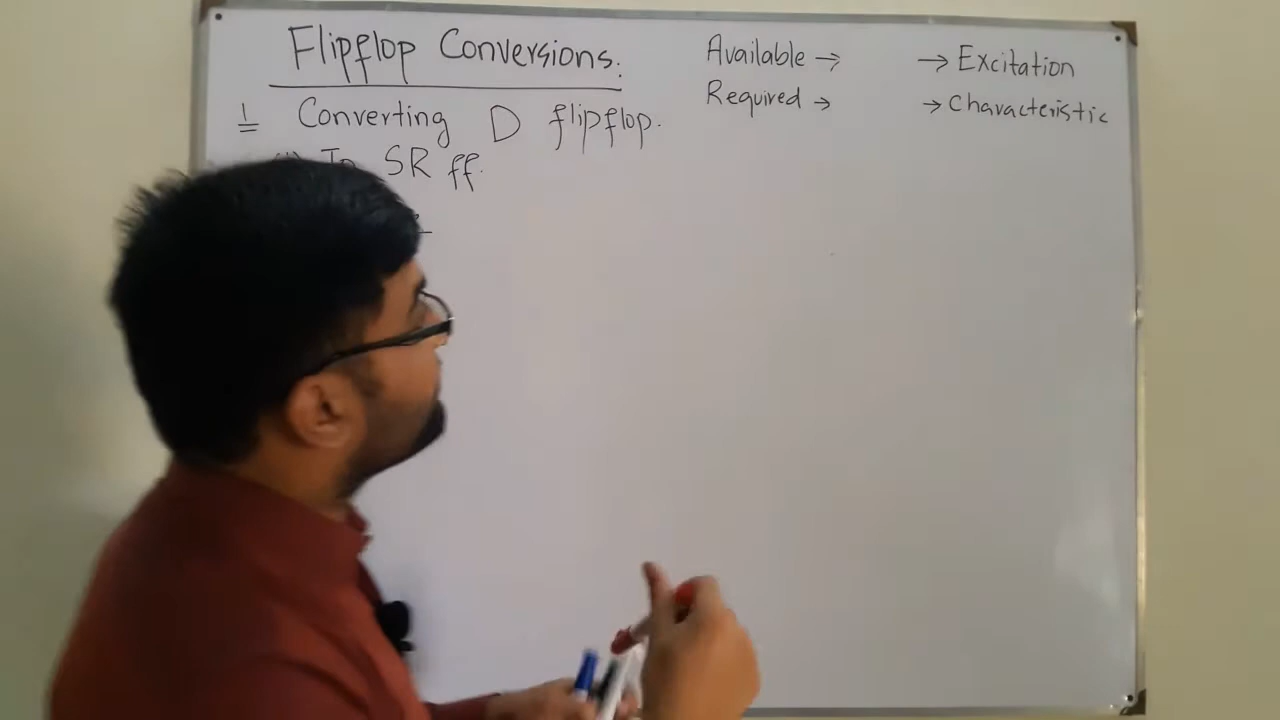 Flipflop Conversions.
1 Converting D flipflop.
To SR ff.
Available → → Excitation
Required → → Characteristic